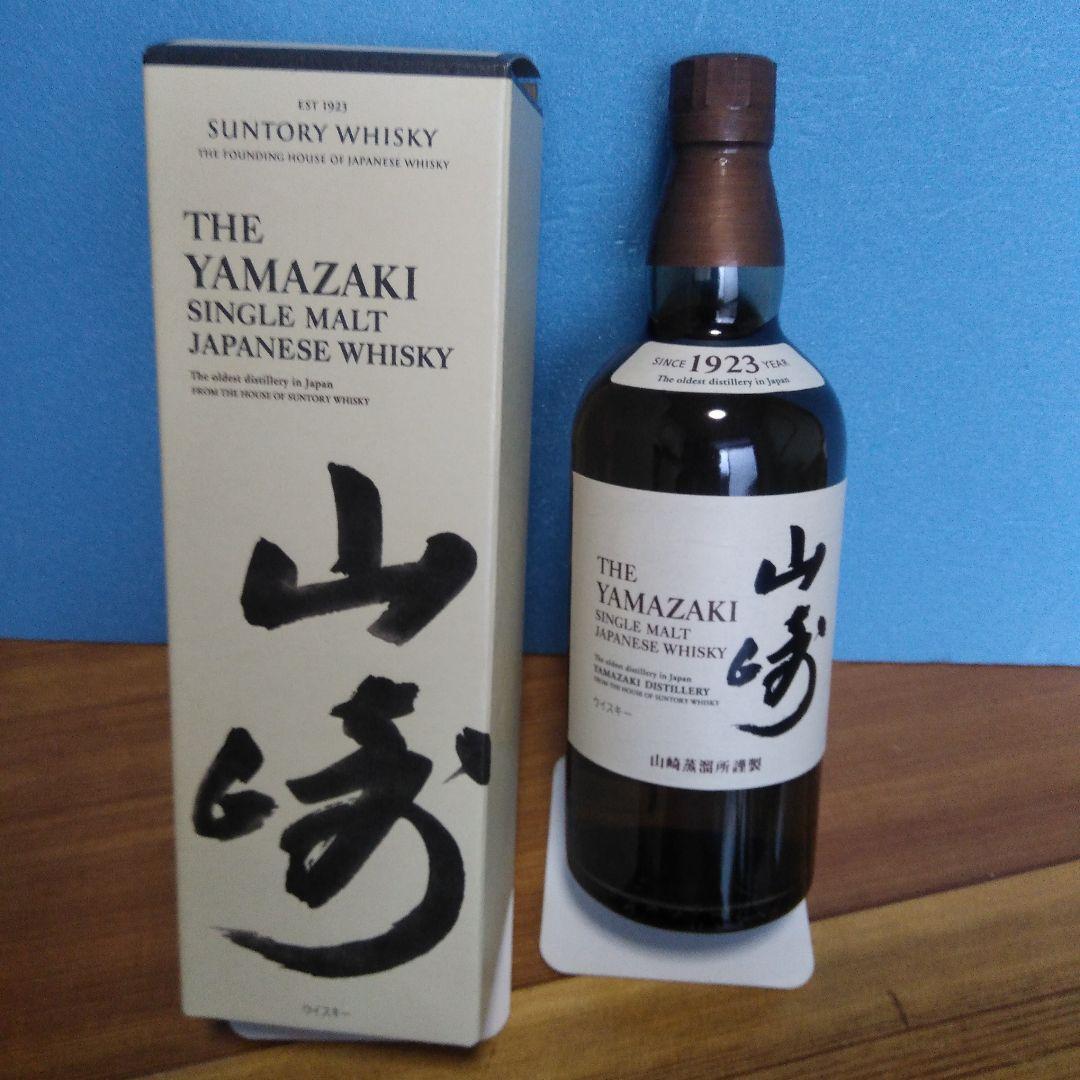 EST 1923
SUNTORY WHISKY
THE FOUNDING HOUSE OF JAPANESE WHISKY
THE
YAMAZAKI
SINGLE MALT
JAPANESE WHISKY
The oldest distillery in Japan
FROM THE HOUSE OF SUNTORY WHISKY
山崎
ウイスキー
SINCE 1923 YEAR
The oldest distillery in Japan
THE
YAMAZAKI
SINGLE MALT
JAPANESE WHISKY
The oldest distillery in Japan
YAMAZAKI DISTILLERY
FROM THE HOUSE OF SUNTORY WHISKY
ウイスキー
山崎
山崎蒸溜所謹製